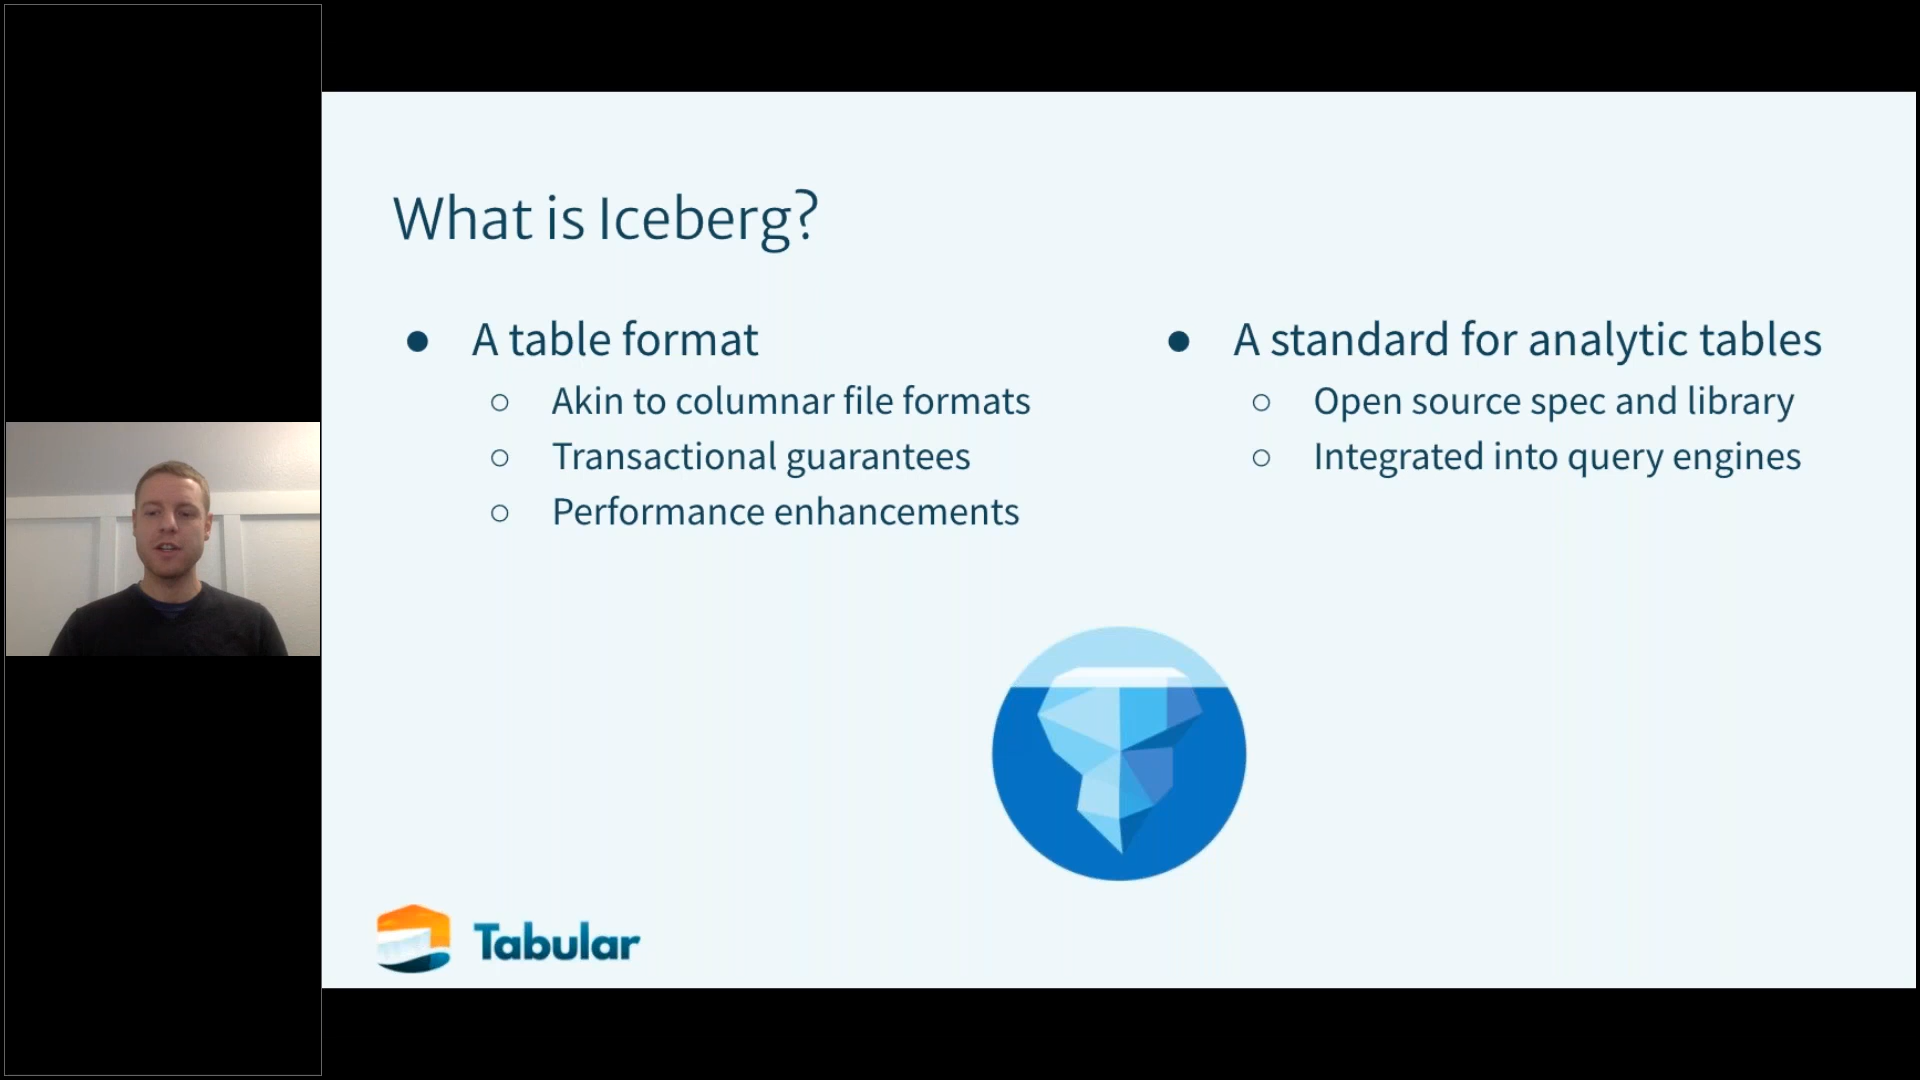 What is Iceberg?
● A table format
○ Akin to columnar file formats
○ Transactional guarantees
○ Performance enhancements
● A standard for analytic tables
○ Open source spec and library
○ Integrated into query engines
Tabular